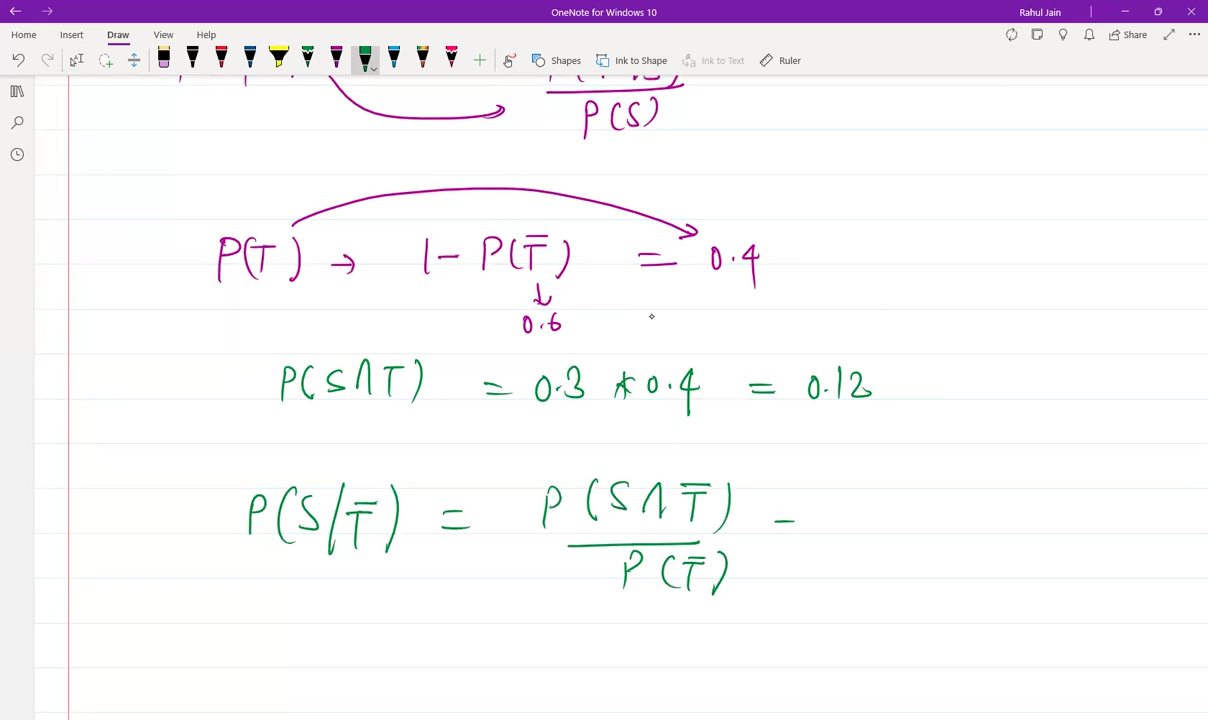 OneNote for Windows 10
Rahul Jain
Home Insert Draw View Help
Share
Shapes Ink to Shape Ink to Text Ruler
P(S)
P(T) → 1 - P(T̅) = 0.4
↓
0.6
P(S∧T) = 0.3 * 0.4 = 0.12
P(S/T̅) = P(S∧T̅) -
P(T̅)